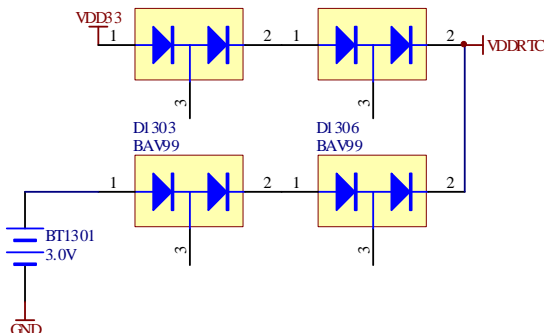 VDD33
1 2 1 2 VDDRTC
3 3
D1303 D1306
BAV99 BAV99
1 2 1 2
3 3
BT1301
3.0V
GND